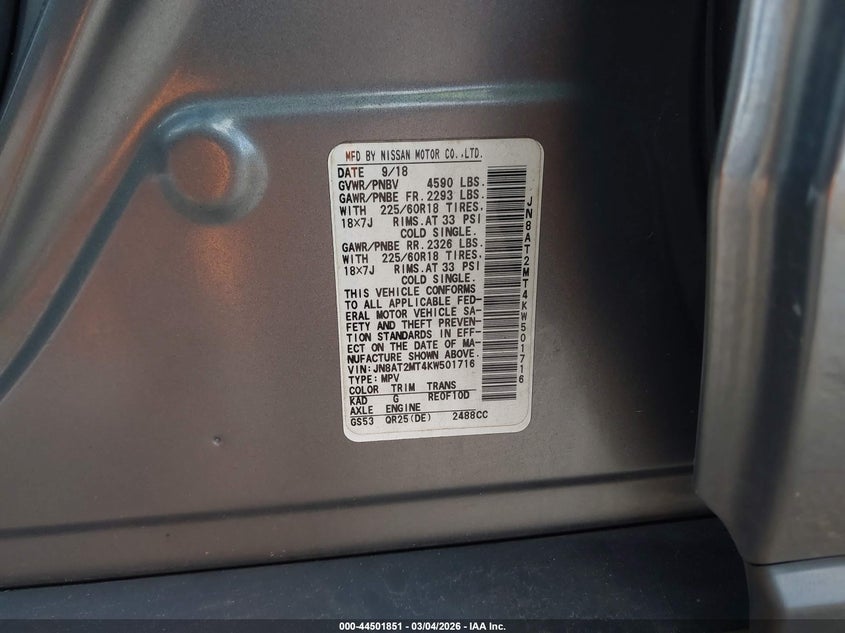 MFD BY NISSAN MOTOR CO.,LTD.
DATE 9/18
GVWR/PNBV 4590 LBS.
GAWR/PNBE FR. 2293 LBS.
WITH 225/60R18 TIRES.
18×7J RIMS. AT 33 PSI
COLD SINGLE.
GAWR/PNBE RR. 2326 LBS.
WITH 225/60R18 TIRES.
18×7J RIMS. AT 33 PSI
COLD SINGLE.
THIS VEHICLE CONFORMS
TO ALL APPLICABLE FED-
ERAL MOTOR VEHICLE SA-
FETY AND THEFT PREVEN-
TION STANDARDS IN EFF-
ECT ON THE DATE OF MA-
NUFACTURE SHOWN ABOVE.
VIN: JN8AT2MT4KW501716
TYPE: MPV
COLOR TRIM TRANS
KAD G RE0F10D
AXLE ENGINE
GS53 QR25(DE) 2488CC
JN8AT2MT4KW501716
000-44501851 | 03/04/2026 - IAA Inc.